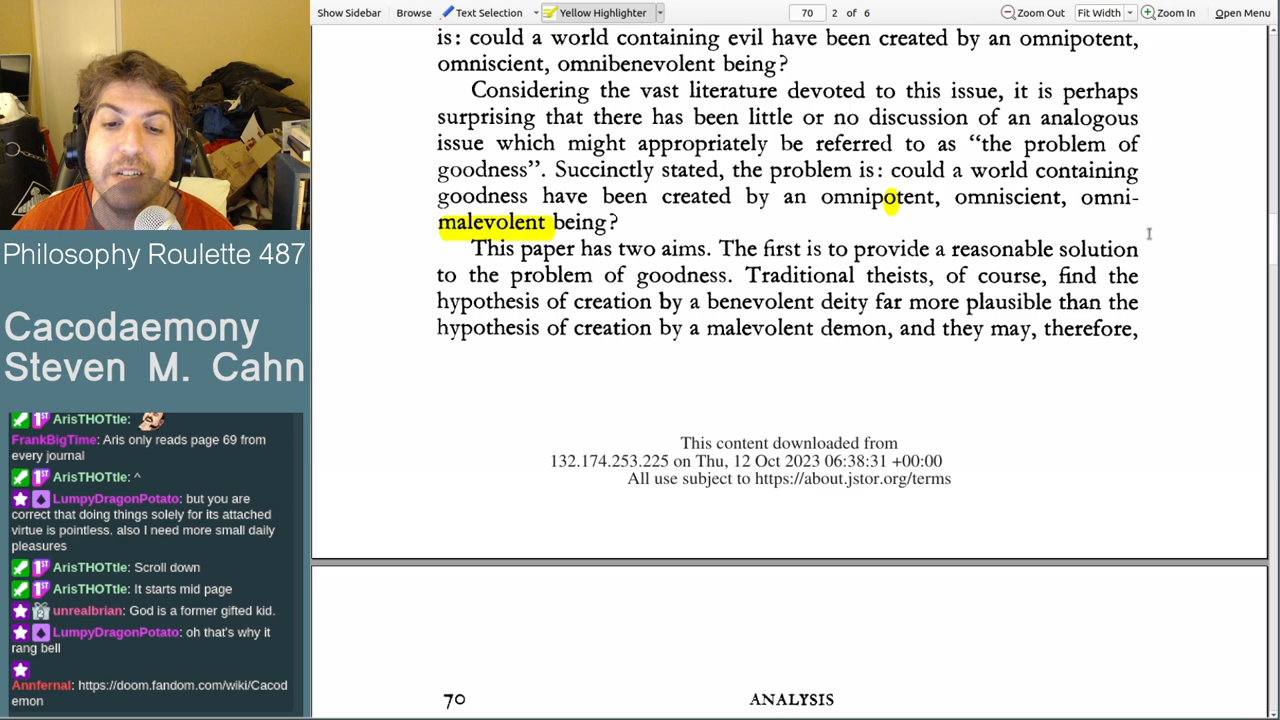 Show Sidebar Browse Text Selection Yellow Highlighter 70 2 of 6 Zoom Out Fit Width Zoom In Open Menu
is: could a world containing evil have been created by an omnipotent,
omniscient, omnibenevolent being?
Considering the vast literature devoted to this issue, it is perhaps
surprising that there has been little or no discussion of an analogous
issue which might appropriately be referred to as “the problem of
goodness”. Succinctly stated, the problem is: could a world containing
goodness have been created by an omnipotent, omniscient, omni-
malevolent being?
This paper has two aims. The first is to provide a reasonable solution
to the problem of goodness. Traditional theists, of course, find the
hypothesis of creation by a benevolent deity far more plausible than the
hypothesis of creation by a malevolent demon, and they may, therefore,
This content downloaded from
132.174.253.225 on Thu, 12 Oct 2023 06:38:31 +00:00
All use subject to https://about.jstor.org/terms
70 ANALYSIS
Philosophy Roulette 487
Cacodaemony
Steven M. Cahn
1ST ArisTHOTtle:
FrankBigTime: Aris only reads page 69 from
every journal
1ST ArisTHOTtle: ^
LumpyDragonPotato: but you are
correct that doing things solely for its attached
virtue is pointless. also I need more small daily
pleasures
1ST ArisTHOTtle: Scroll down
1ST ArisTHOTtle: It starts mid page
2 unrealbrian: God is a former gifted kid.
LumpyDragonPotato: oh that's why it
rang bell
Annfernal: https://doom.fandom.com/wiki/Cacod
emon